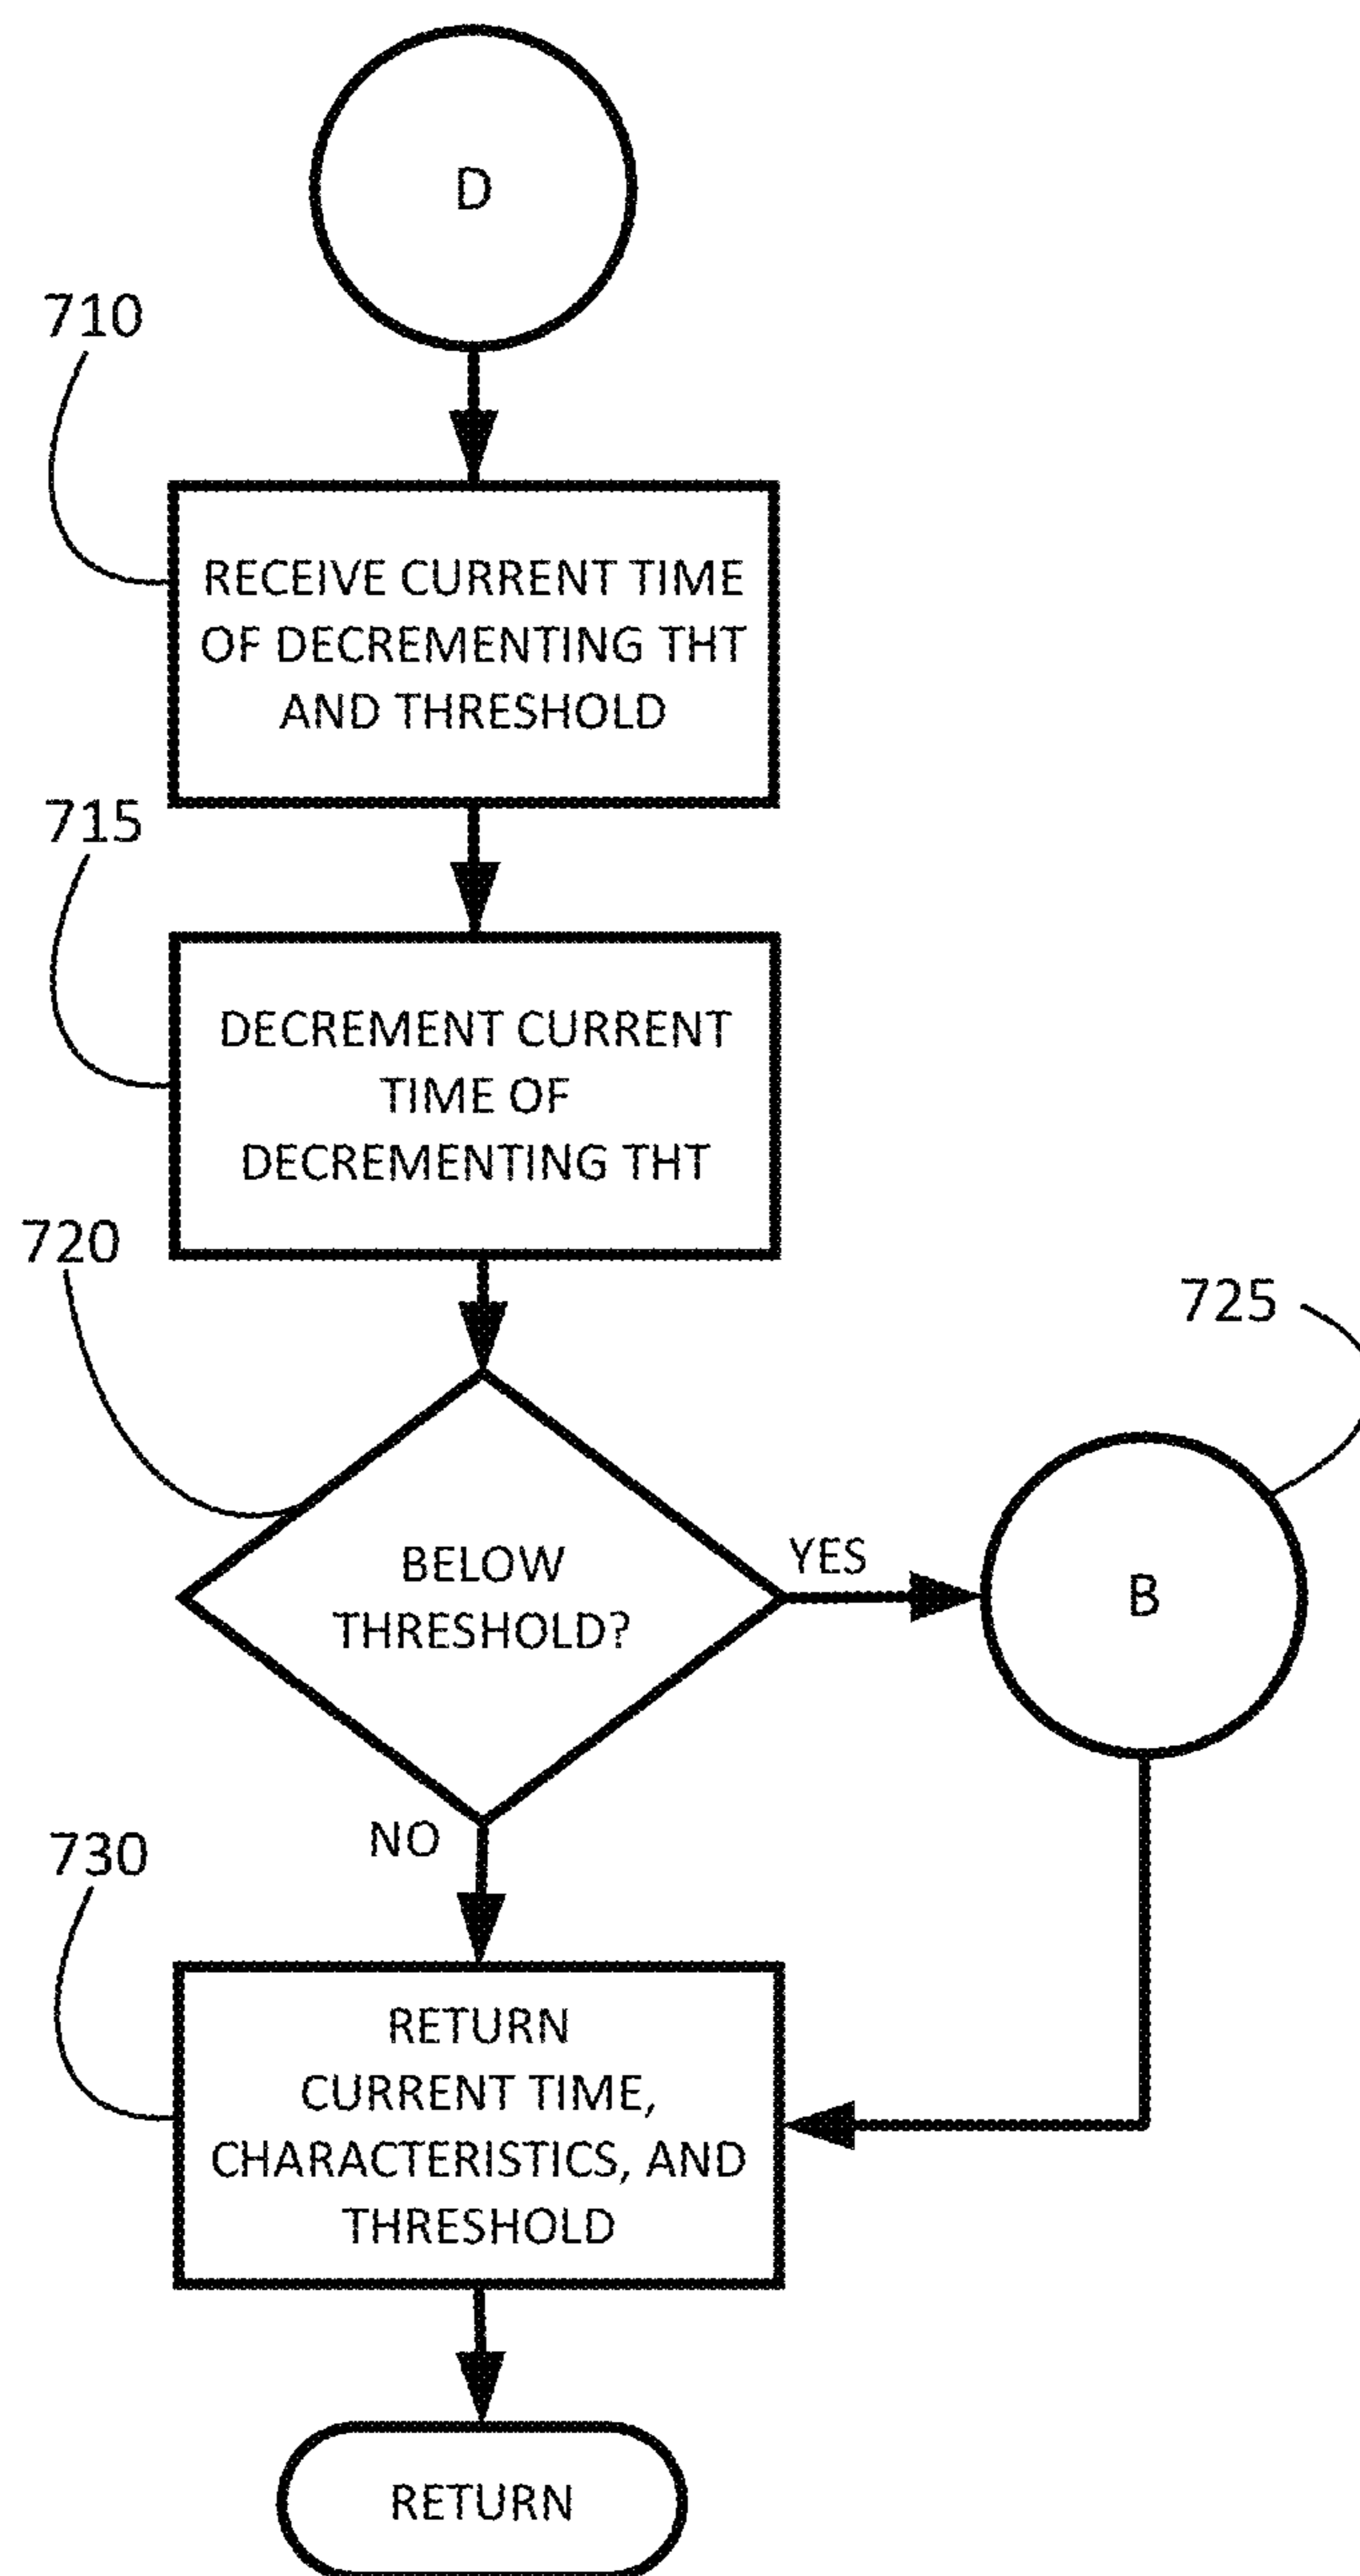 D
710
RECEIVE CURRENT TIME
OF DECREMENTING THT
AND THRESHOLD
715
DECREMENT CURRENT
TIME OF
DECREMENTING THT
720
725
BELOW
THRESHOLD?
YES
B
NO
730
RETURN
CURRENT TIME,
CHARACTERISTICS, AND
THRESHOLD
RETURN